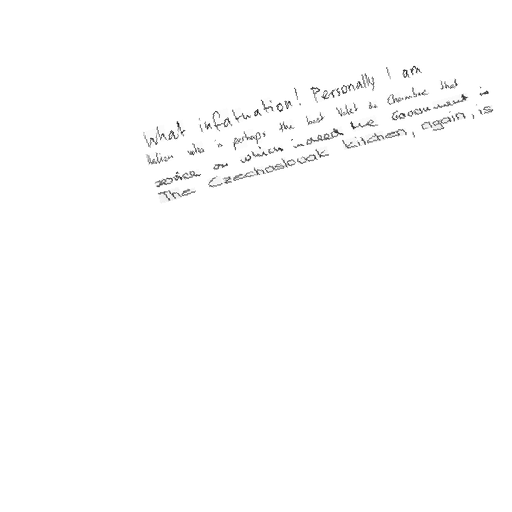 What infatuation! Personally I am
Italian who is perhaps the best Valet de Chambre that
service on which indeed the Government is
The Czechoslovak kitchen, again, is